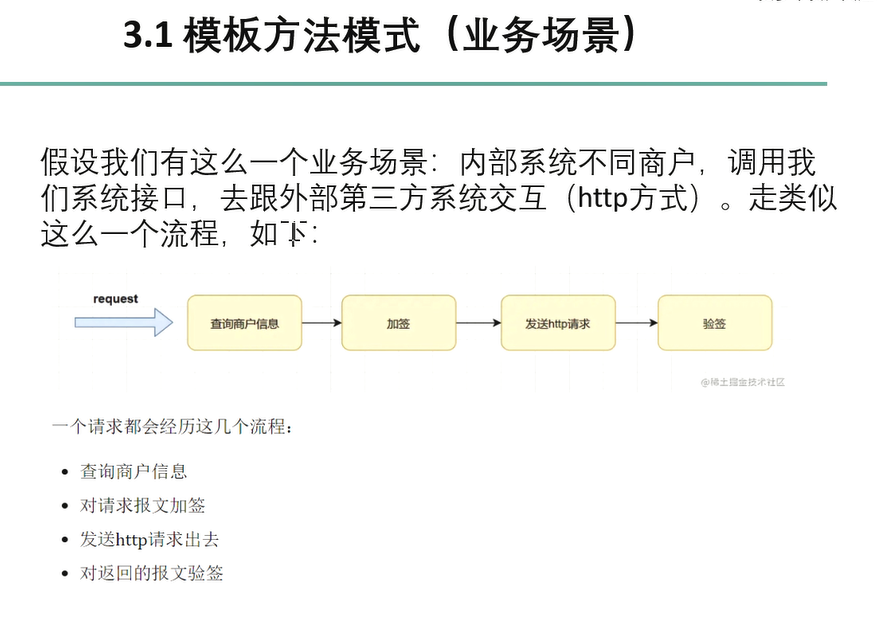 3.1 模板方法模式（业务场景）
假设我们有这么一个业务场景：内部系统不同商户，调用我
们系统接口，去跟外部第三方系统交互（http方式）。走类似
这么一个流程，如下：
request
查询商户信息
加签
发送http请求
验签
@稀土掘金技术社区
一个请求都会经历这几个流程：
• 查询商户信息
• 对请求报文加签
• 发送http请求出去
• 对返回的报文验签